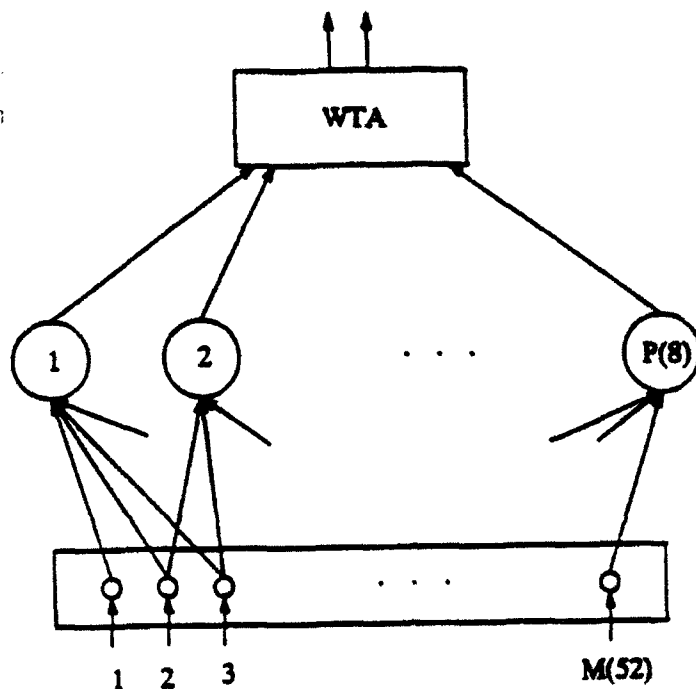 WTA
1 2 . . . P(8)
. . .
1 2 3 M(52)